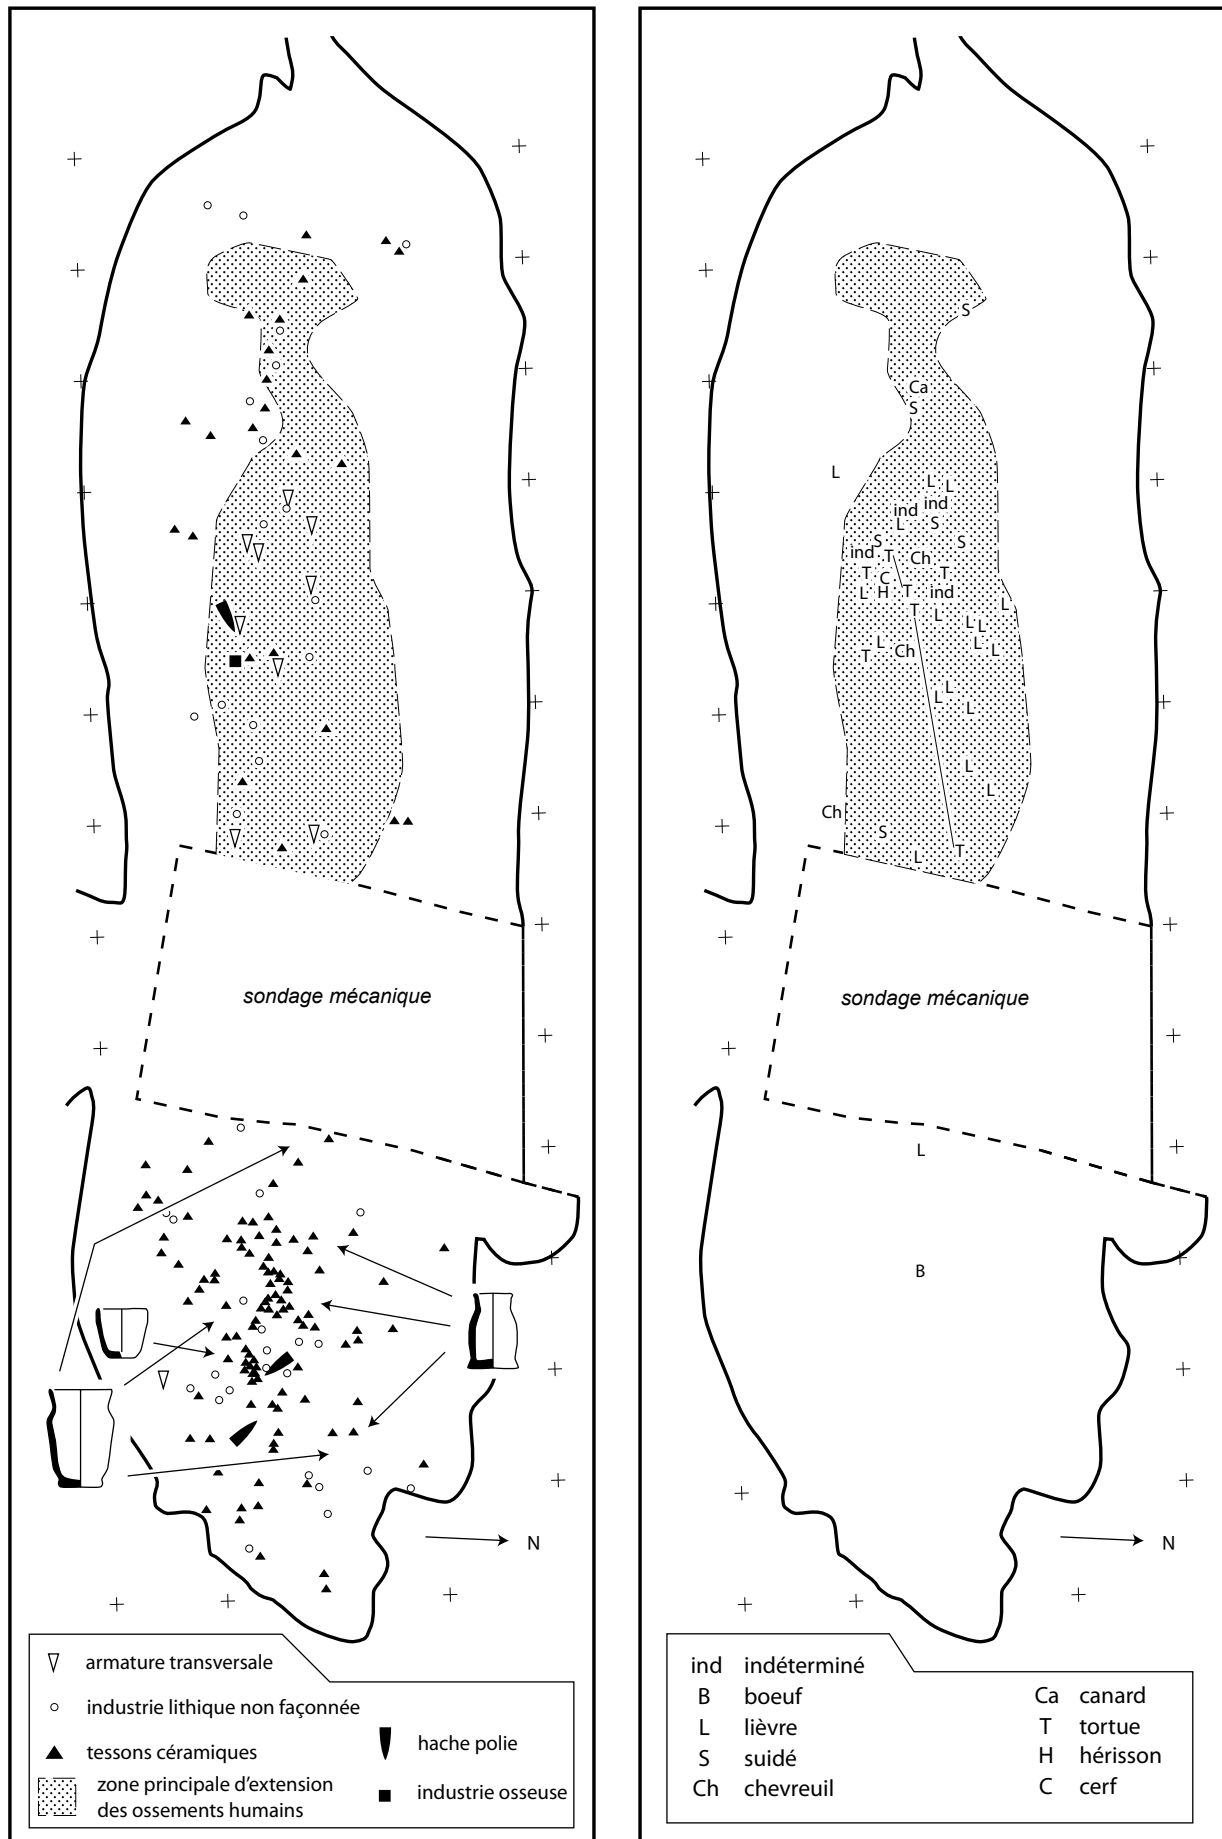 sondage mécanique
N
armature transversale
industrie lithique non façonnée
tessons céramiques
zone principale d'extension
des ossements humains
hache polie
industrie osseuse
S
Ca
S
L
L L
ind ind
L S
S S
ind T Ch
T C T
L H T ind
T L L
L L
L L L
T Ch
L
L L
L
L
Ch
S
L T
sondage mécanique
L
B
N
ind indéterminé
B boeuf
L lièvre
S suidé
Ch chevreuil
Ca canard
T tortue
H hérisson
C cerf